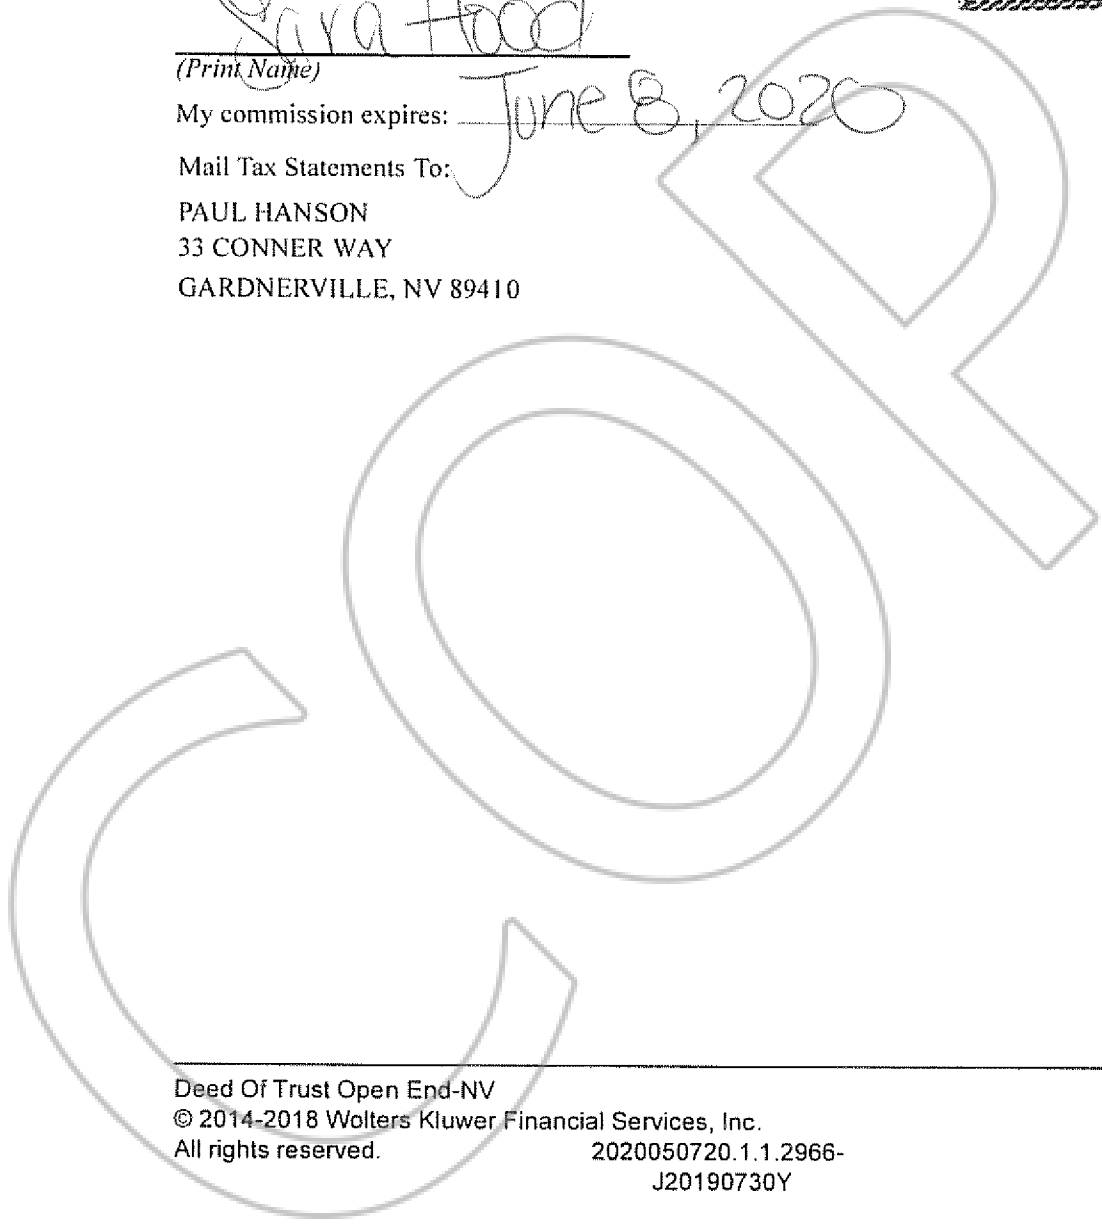 Sara Hood
(Print Name)
My commission expires: June 8, 2020
Mail Tax Statements To:
PAUL HANSON
33 CONNER WAY
GARDNERVILLE, NV 89410
COP
Deed Of Trust Open End-NV
© 2014-2018 Wolters Kluwer Financial Services, Inc.
All rights reserved. 2020050720.1.1.2966-
J20190730Y